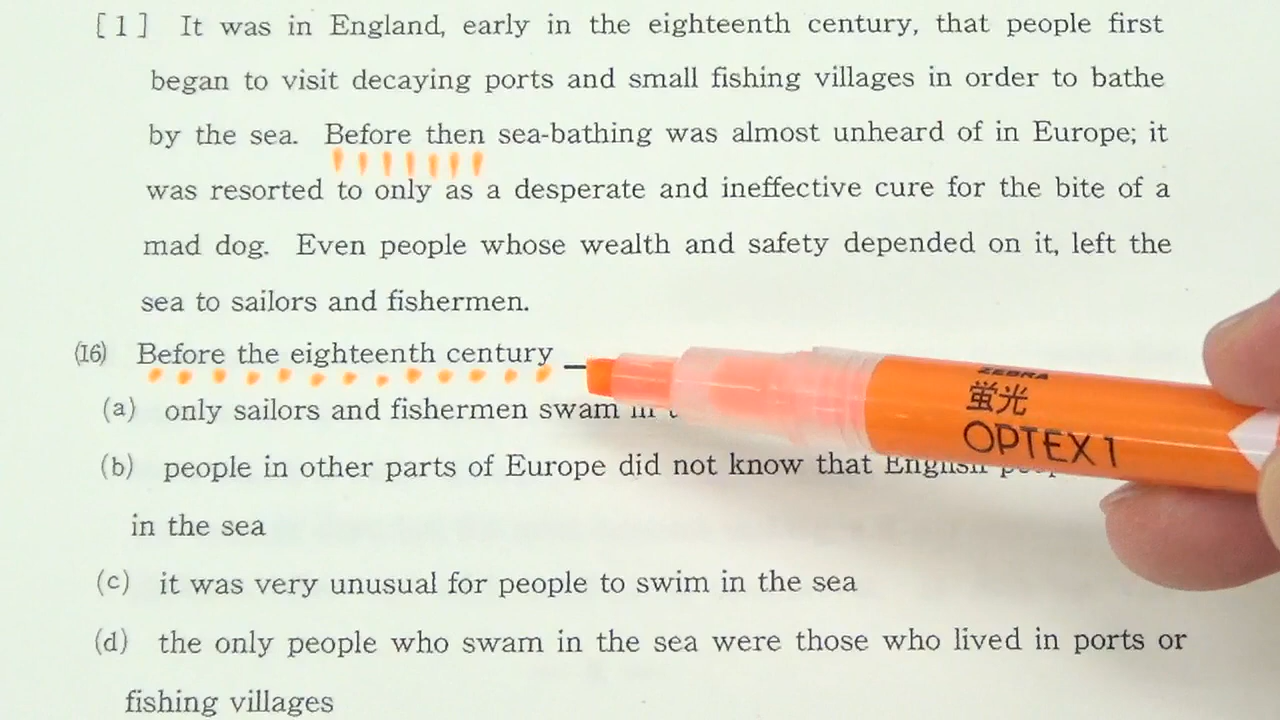 [1] It was in England, early in the eighteenth century, that people first
began to visit decaying ports and small fishing villages in order to bathe
by the sea. Before then sea-bathing was almost unheard of in Europe; it
was resorted to only as a desperate and ineffective cure for the bite of a
mad dog. Even people whose wealth and safety depended on it, left the
sea to sailors and fishermen.
(16) Before the eighteenth century
ZEBRA
蛍光
OPTEX 1
(a) only sailors and fishermen swam in
(b) people in other parts of Europe did not know that English
in the sea
(c) it was very unusual for people to swim in the sea
(d) the only people who swam in the sea were those who lived in ports or
fishing villages